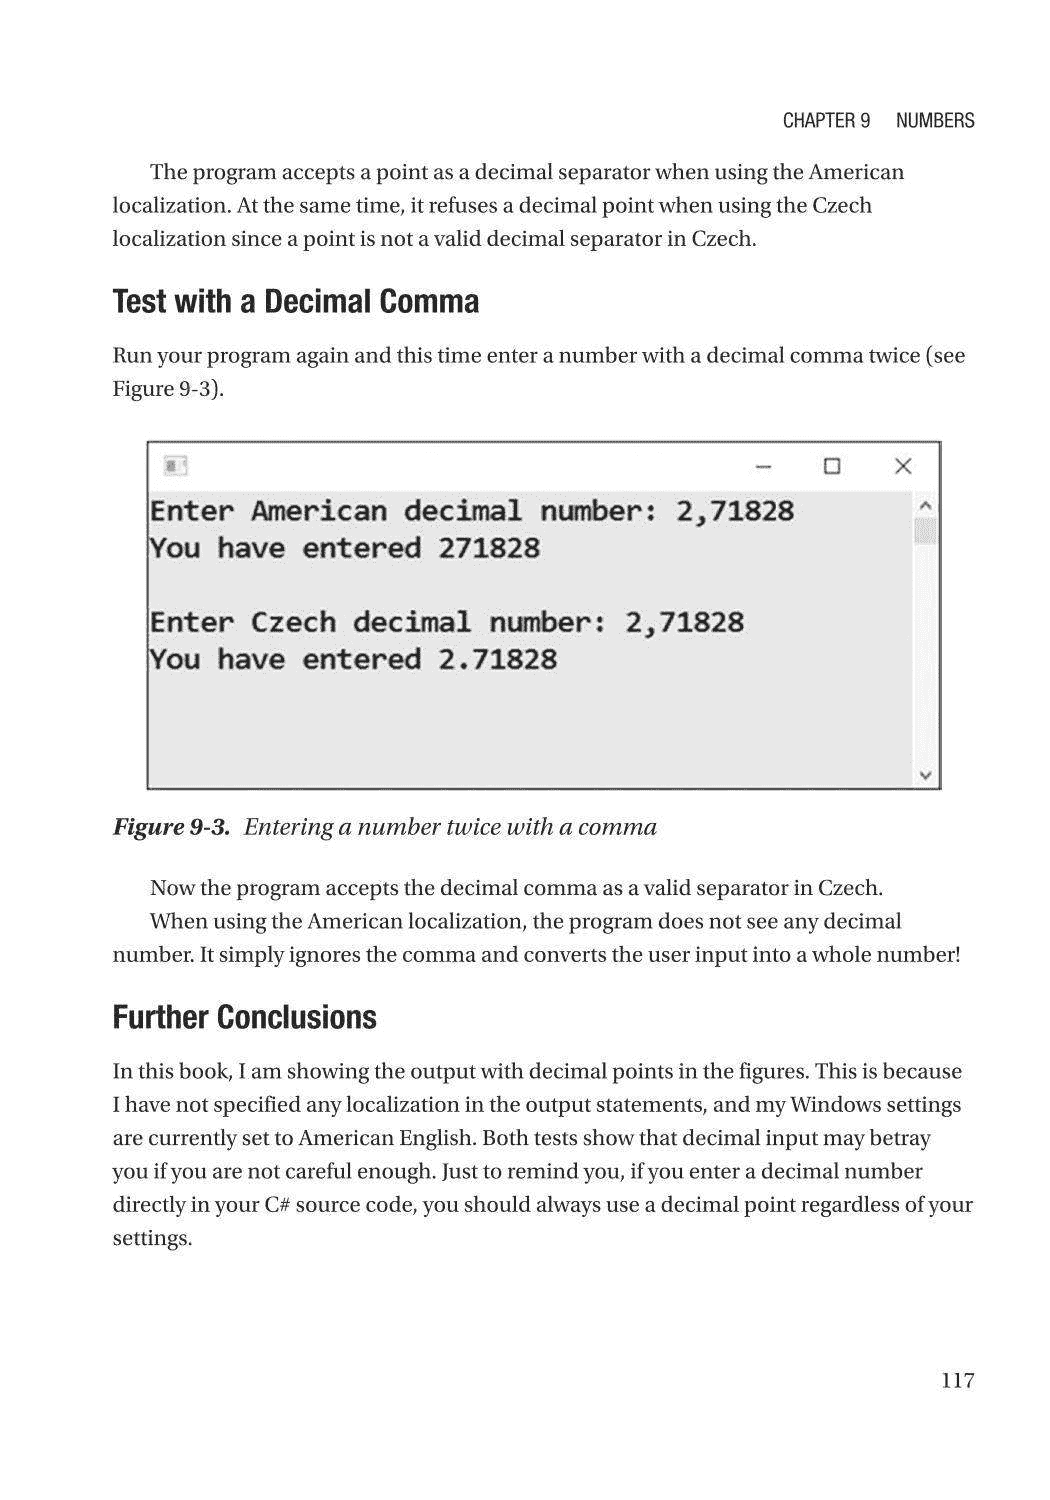 CHAPTER 9 NUMBERS
The program accepts a point as a decimal separator when using the American
localization. At the same time, it refuses a decimal point when using the Czech
localization since a point is not a valid decimal separator in Czech.
Test with a Decimal Comma
Run your program again and this time enter a number with a decimal comma twice (see
Figure 9-3).
Enter American decimal number: 2,71828
You have entered 271828
Enter Czech decimal number: 2,71828
You have entered 2.71828
Figure 9-3. Entering a number twice with a comma
Now the program accepts the decimal comma as a valid separator in Czech.
When using the American localization, the program does not see any decimal
number. It simply ignores the comma and converts the user input into a whole number!
Further Conclusions
In this book, I am showing the output with decimal points in the figures. This is because
I have not specified any localization in the output statements, and my Windows settings
are currently set to American English. Both tests show that decimal input may betray
you if you are not careful enough. Just to remind you, if you enter a decimal number
directly in your C# source code, you should always use a decimal point regardless of your
settings.
117